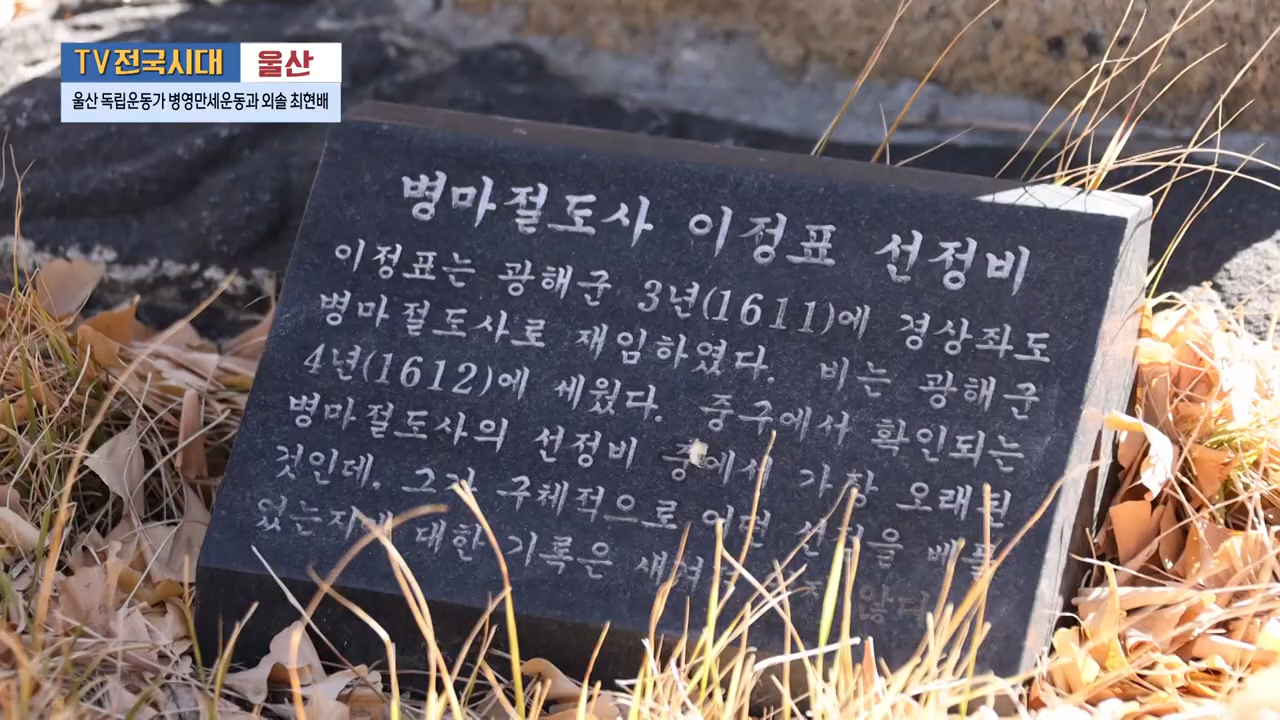 TV전국시대 울산
울산 독립운동가 병영만세운동과 외솔 최현배
병마절도사 이정표 선정비
이정표는 광해군 3년(1611)에 경상좌도
병마절도사로 재임하였다. 비는 광해군
4년(1612)에 세웠다. 중구에서 확인되는
병마절도사의 선정비 중에서 가장 오래된
것인데, 그가 구체적으로 어떤 선정을 베풀
었는지에 대한 기록은 않다